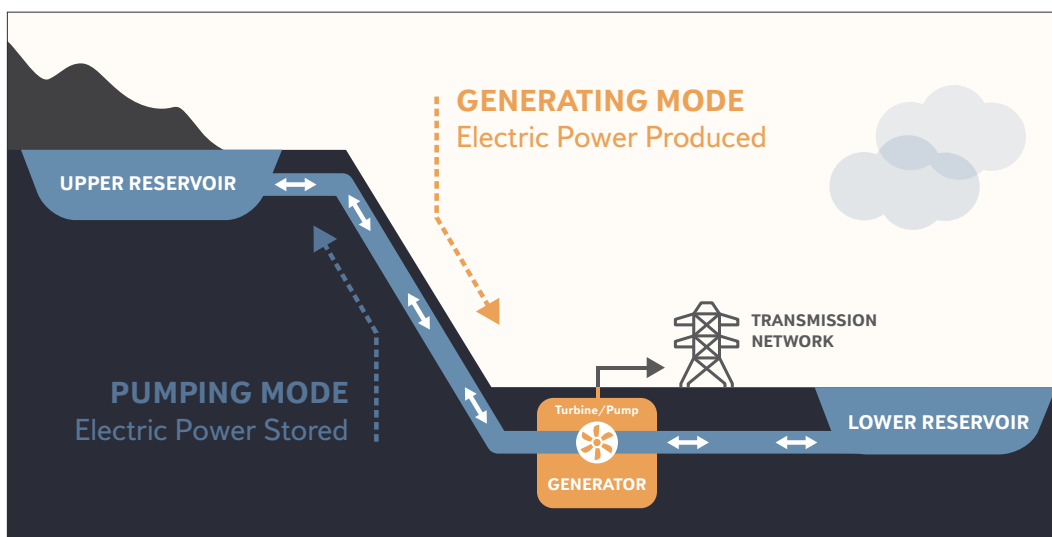 GENERATING MODE
Electric Power Produced
UPPER RESERVOIR
TRANSMISSION
NETWORK
PUMPING MODE
Electric Power Stored
Turbine/Pump
GENERATOR
LOWER RESERVOIR